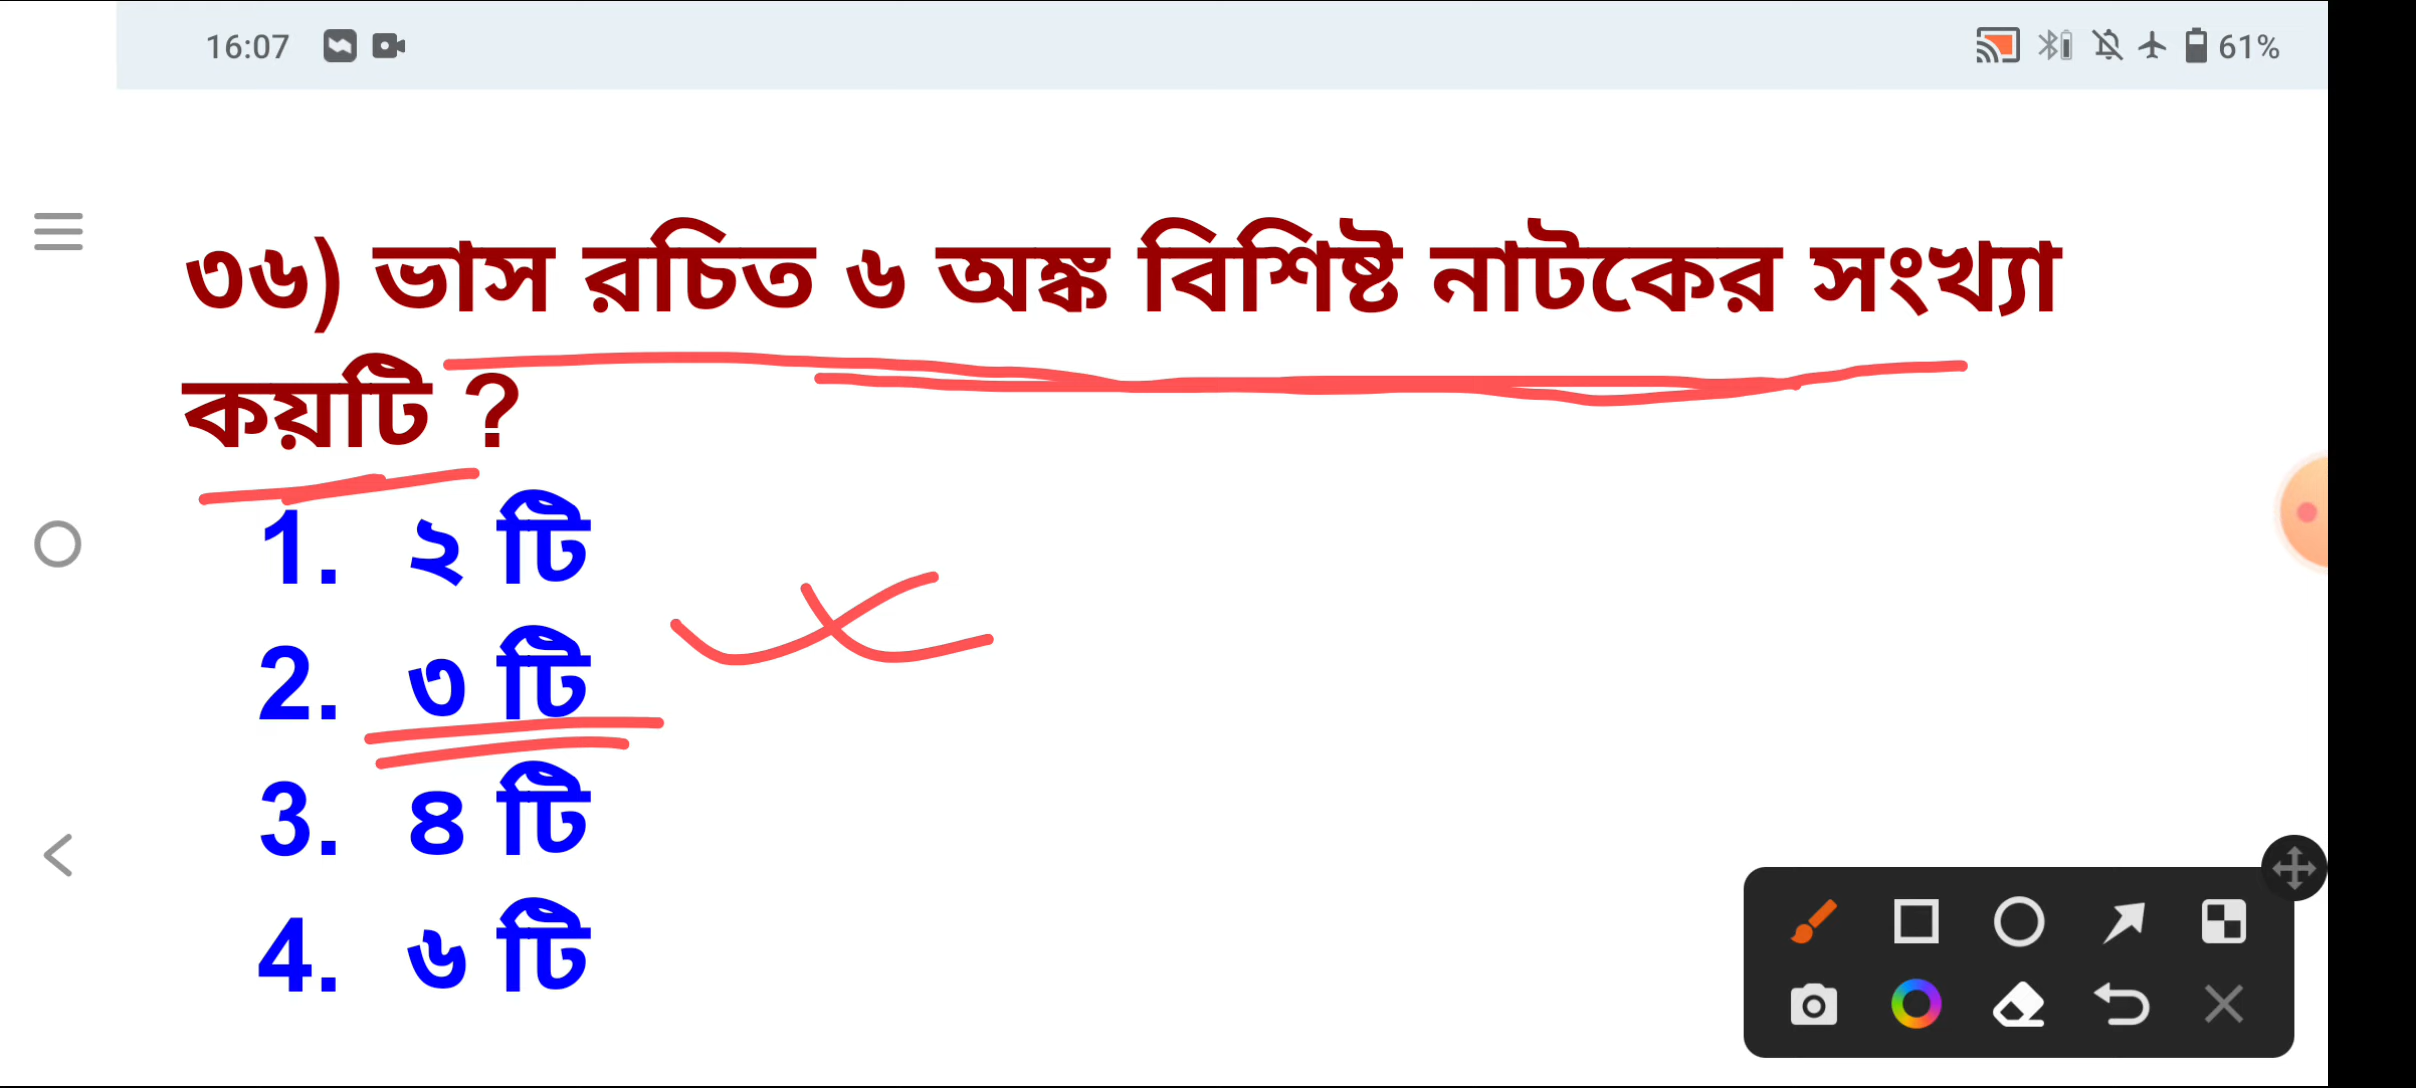 16:07
61%
৩৬) ভাস রচিত ৬ অঙ্ক বিশিষ্ট নাটকের সংখ্যা
কয়টি ?
1. ২ টি
2. ৩ টি
3. ৪ টি
4. ৬ টি